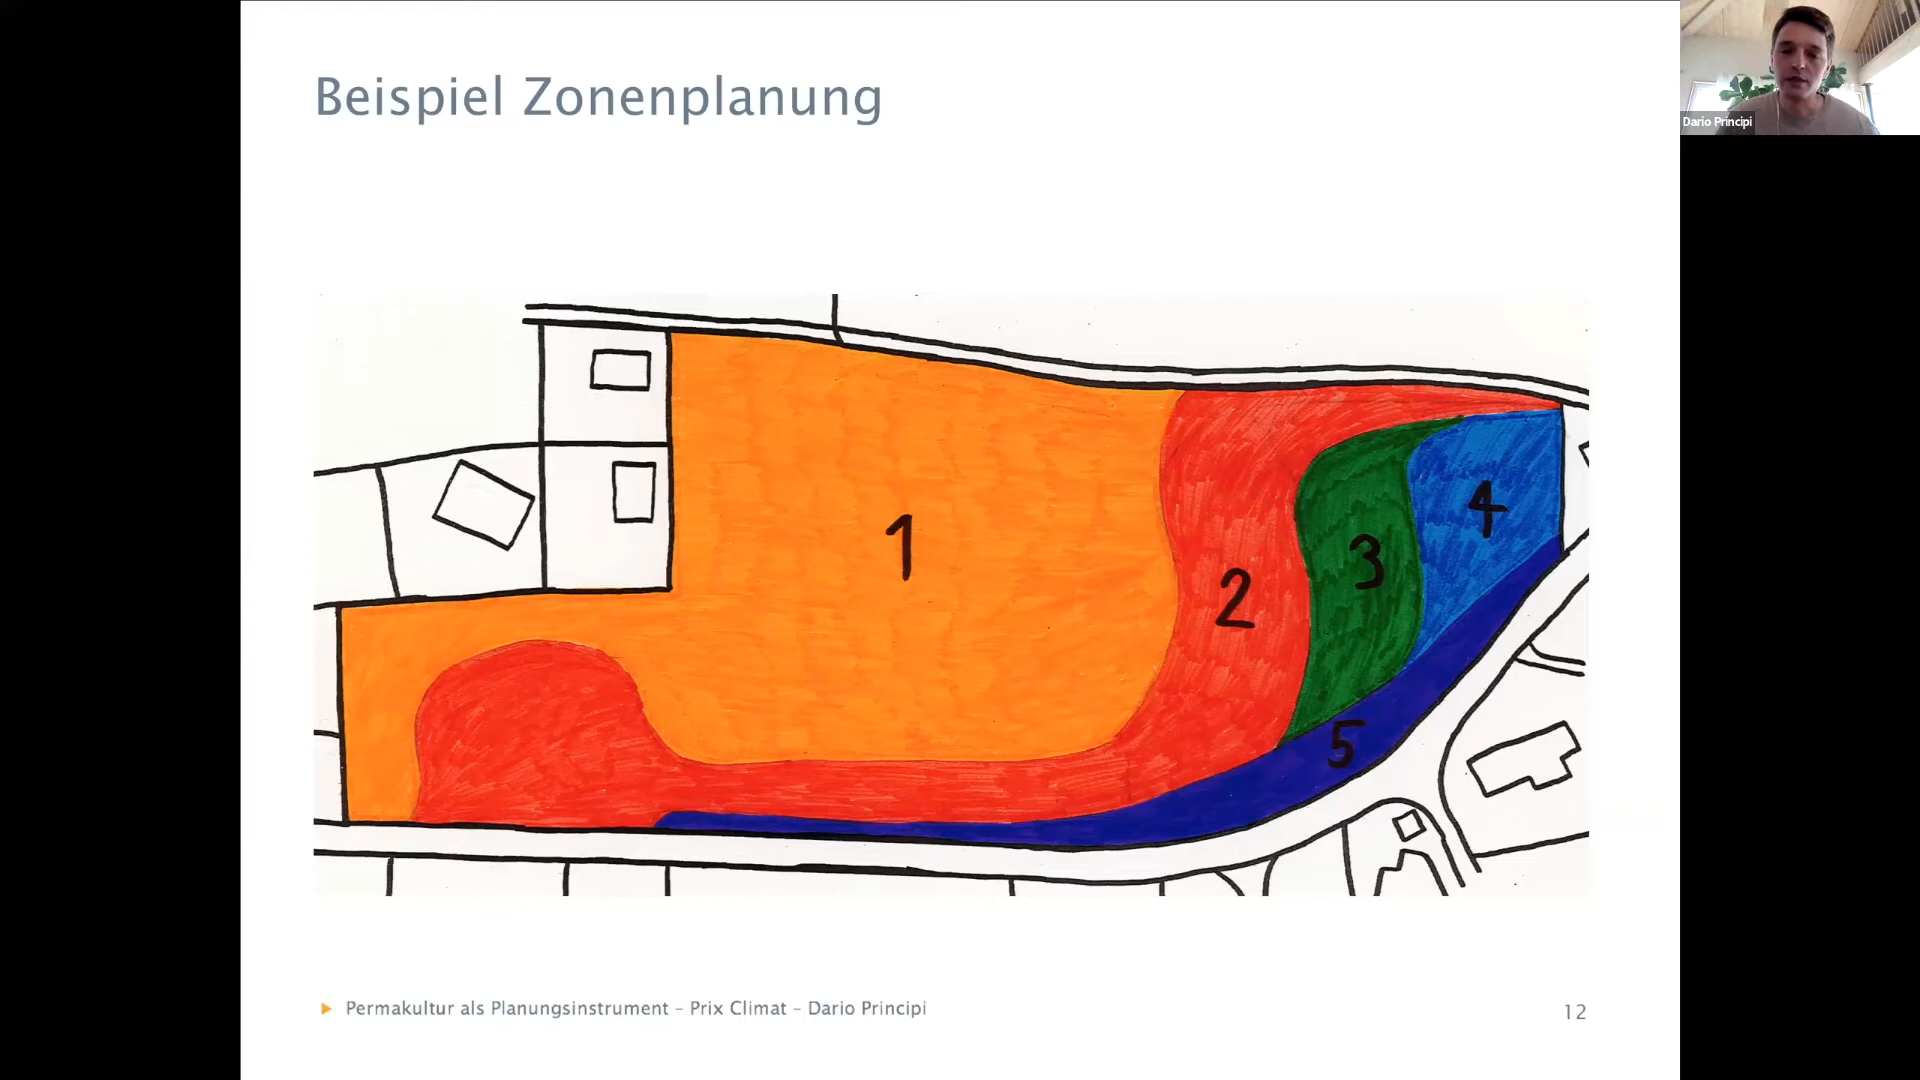 Beispiel Zonenplanung
Dario Principi
1
2
3
4
5
Permakultur als Planungsinstrument – Prix Climat – Dario Principi
12